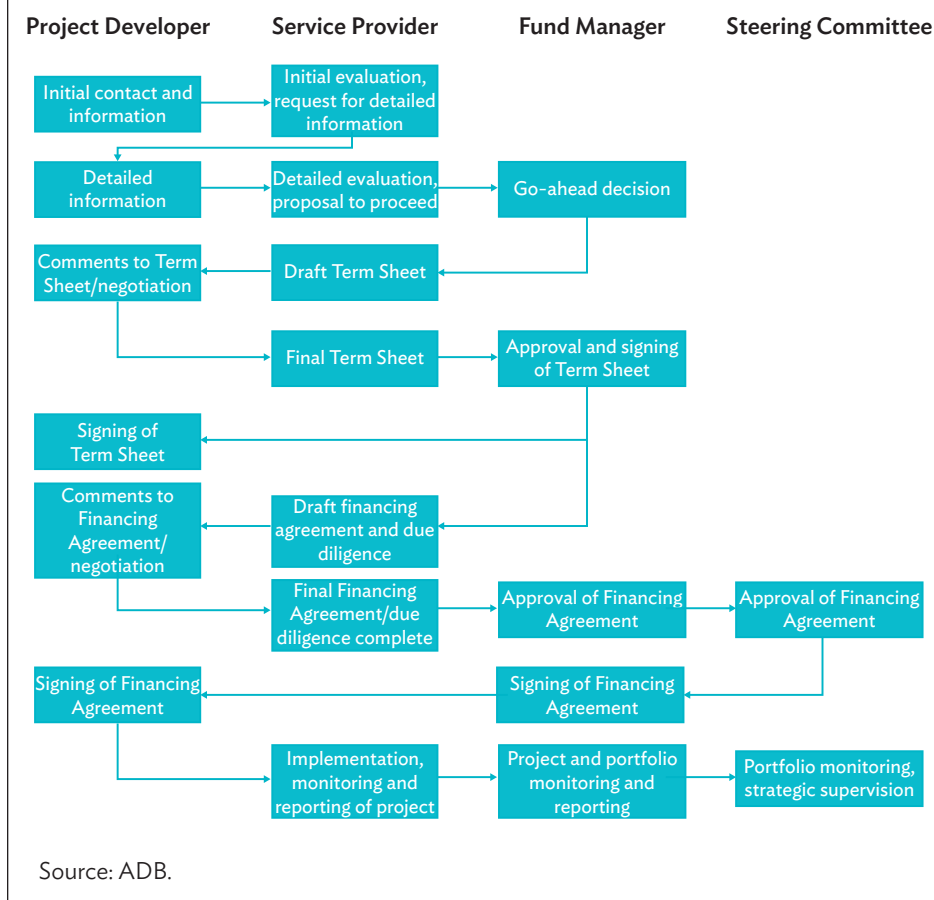 Project Developer
Service Provider
Fund Manager
Steering Committee
Initial contact and
information
Initial evaluation,
request for detailed
information
Detailed
information
Detailed evaluation,
proposal to proceed
Go-ahead decision
Comments to Term
Sheet/negotiation
Draft Term Sheet
Final Term Sheet
Approval and signing
of Term Sheet
Signing of
Term Sheet
Comments to
Financing
Agreement/
negotiation
Draft financing
agreement and due
diligence
Final Financing
Agreement/due
diligence complete
Approval of Financing
Agreement
Approval of Financing
Agreement
Signing of Financing
Agreement
Signing of Financing
Agreement
Implementation,
monitoring and
reporting of project
Project and portfolio
monitoring and
reporting
Portfolio monitoring,
strategic supervision
Source: ADB.